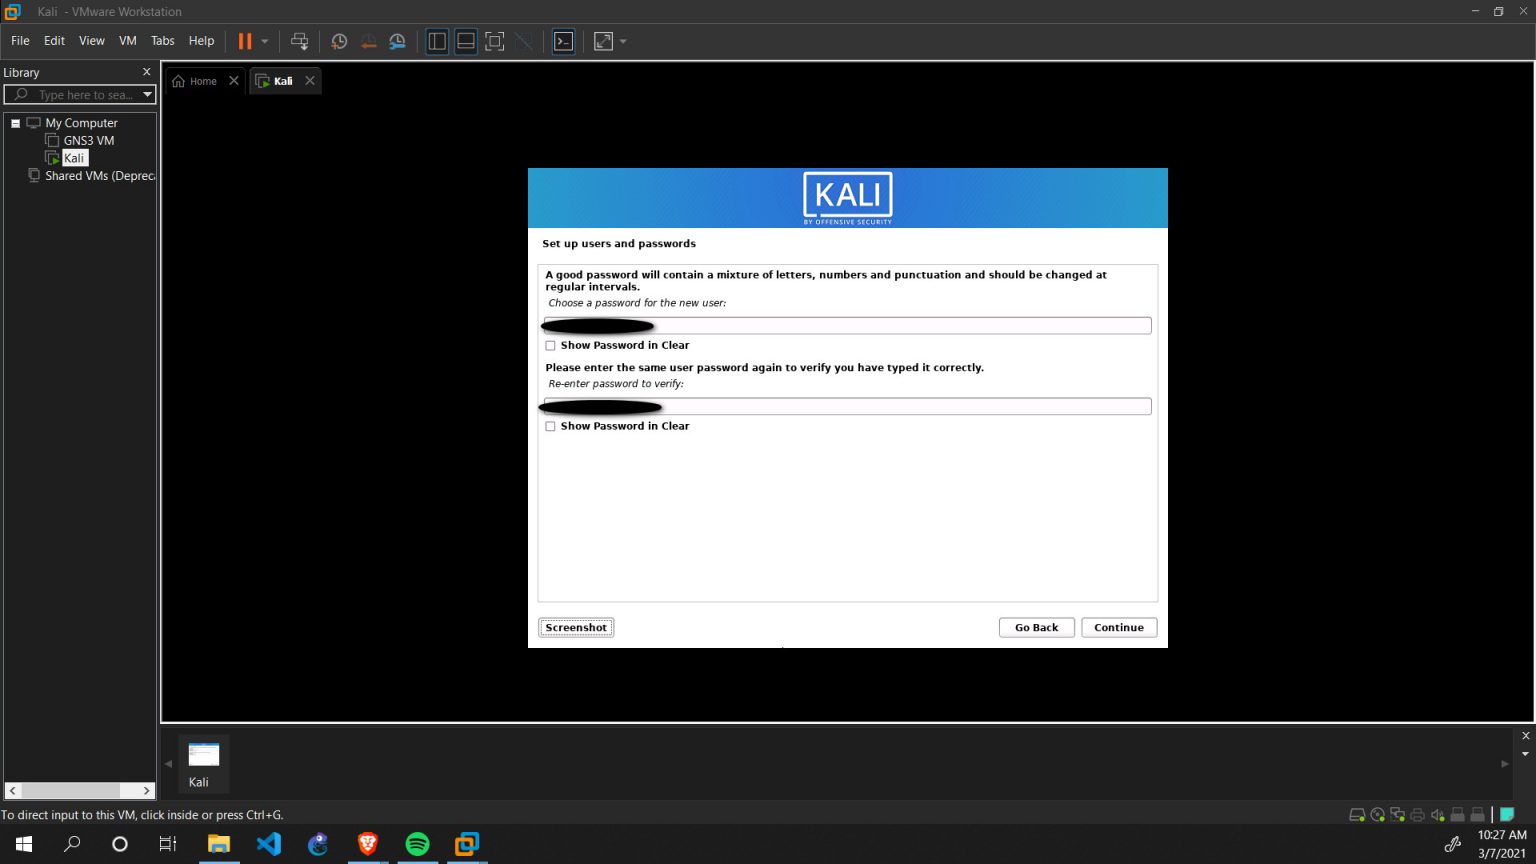 Kali - VMware Workstation
File Edit View VM Tabs Help
Library
Type here to sea...
My Computer
GNS3 VM
Kali
Shared VMs (Depreca
Home
Kali
KALI
BY OFFENSIVE SECURITY
Set up users and passwords
A good password will contain a mixture of letters, numbers and punctuation and should be changed at
regular intervals.
Choose a password for the new user:
Show Password in Clear
Please enter the same user password again to verify you have typed it correctly.
Re-enter password to verify:
Show Password in Clear
Screenshot
Go Back
Continue
Kali
To direct input to this VM, click inside or press Ctrl+G.
10:27 AM
3/7/2021